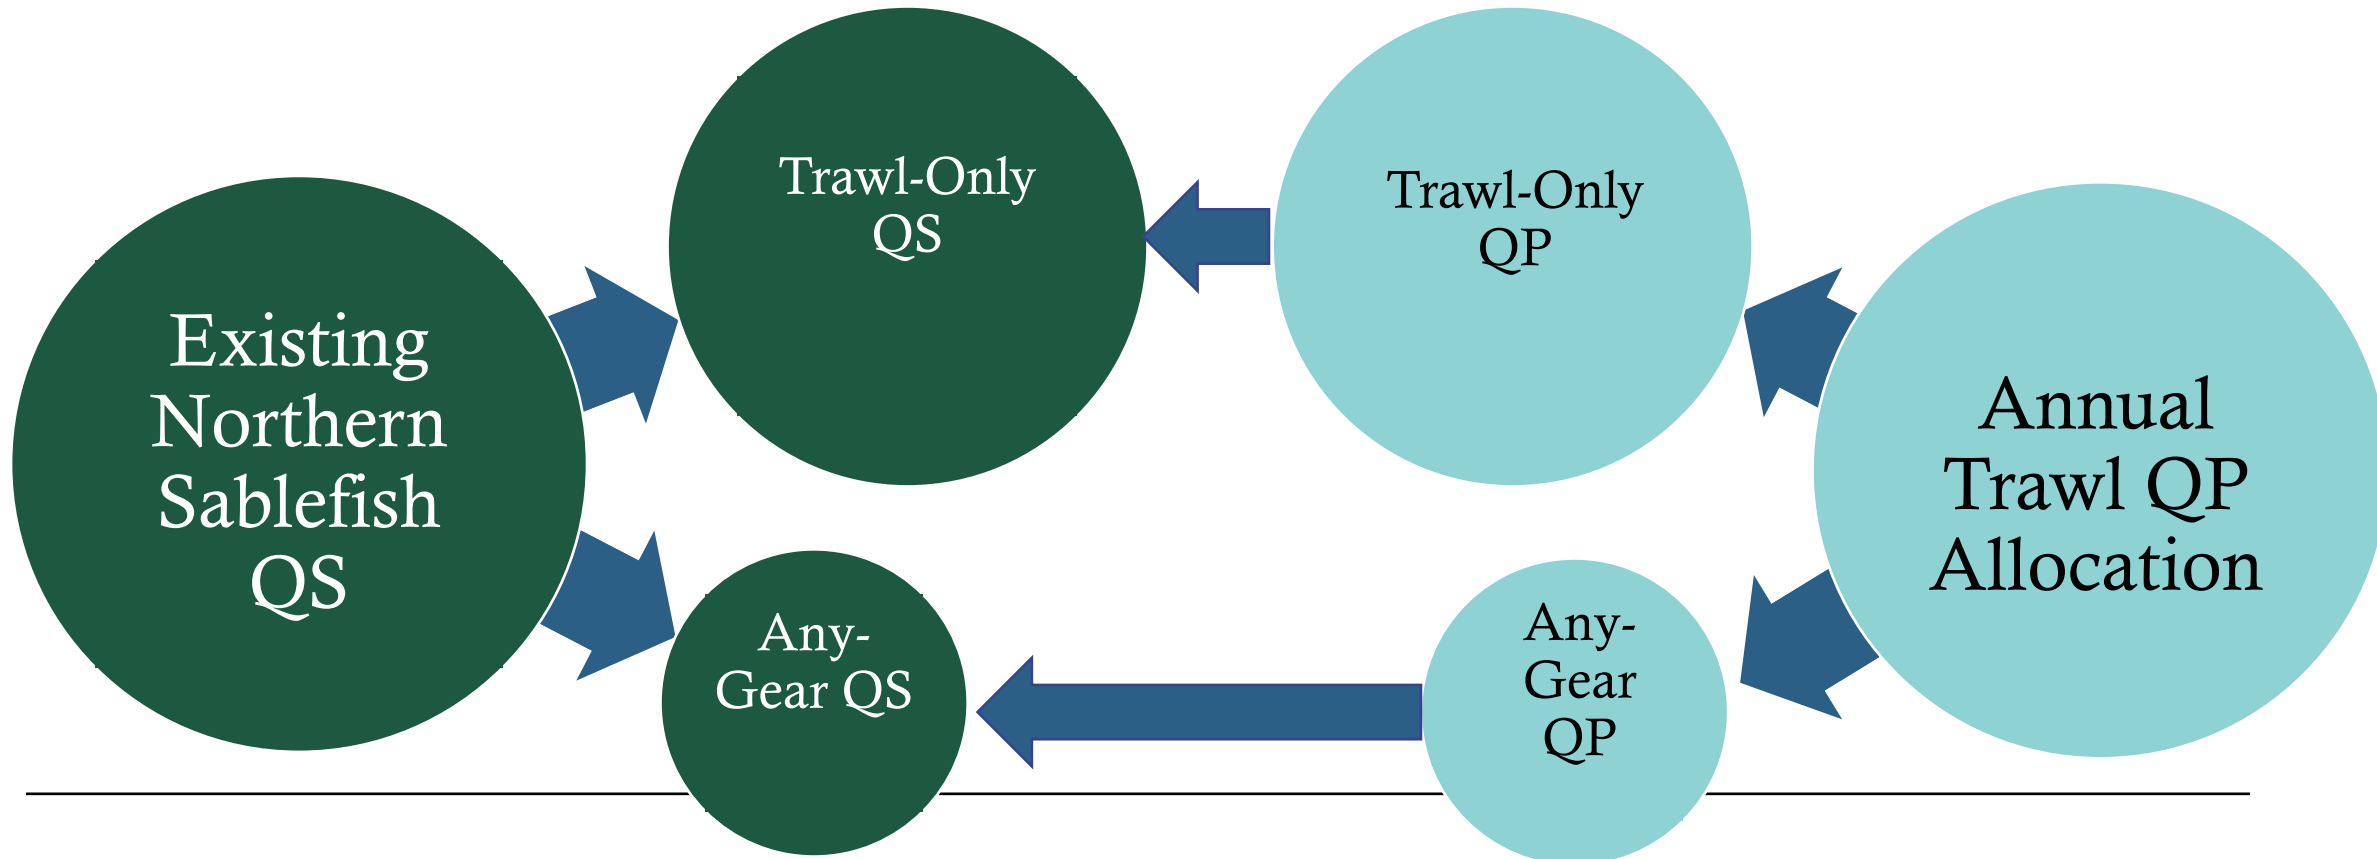 Existing
Northern
Sablefish
QS
Trawl-Only
QS
Any-
Gear QS
Trawl-Only
QP
Any-
Gear
QP
Annual
Trawl QP
Allocation